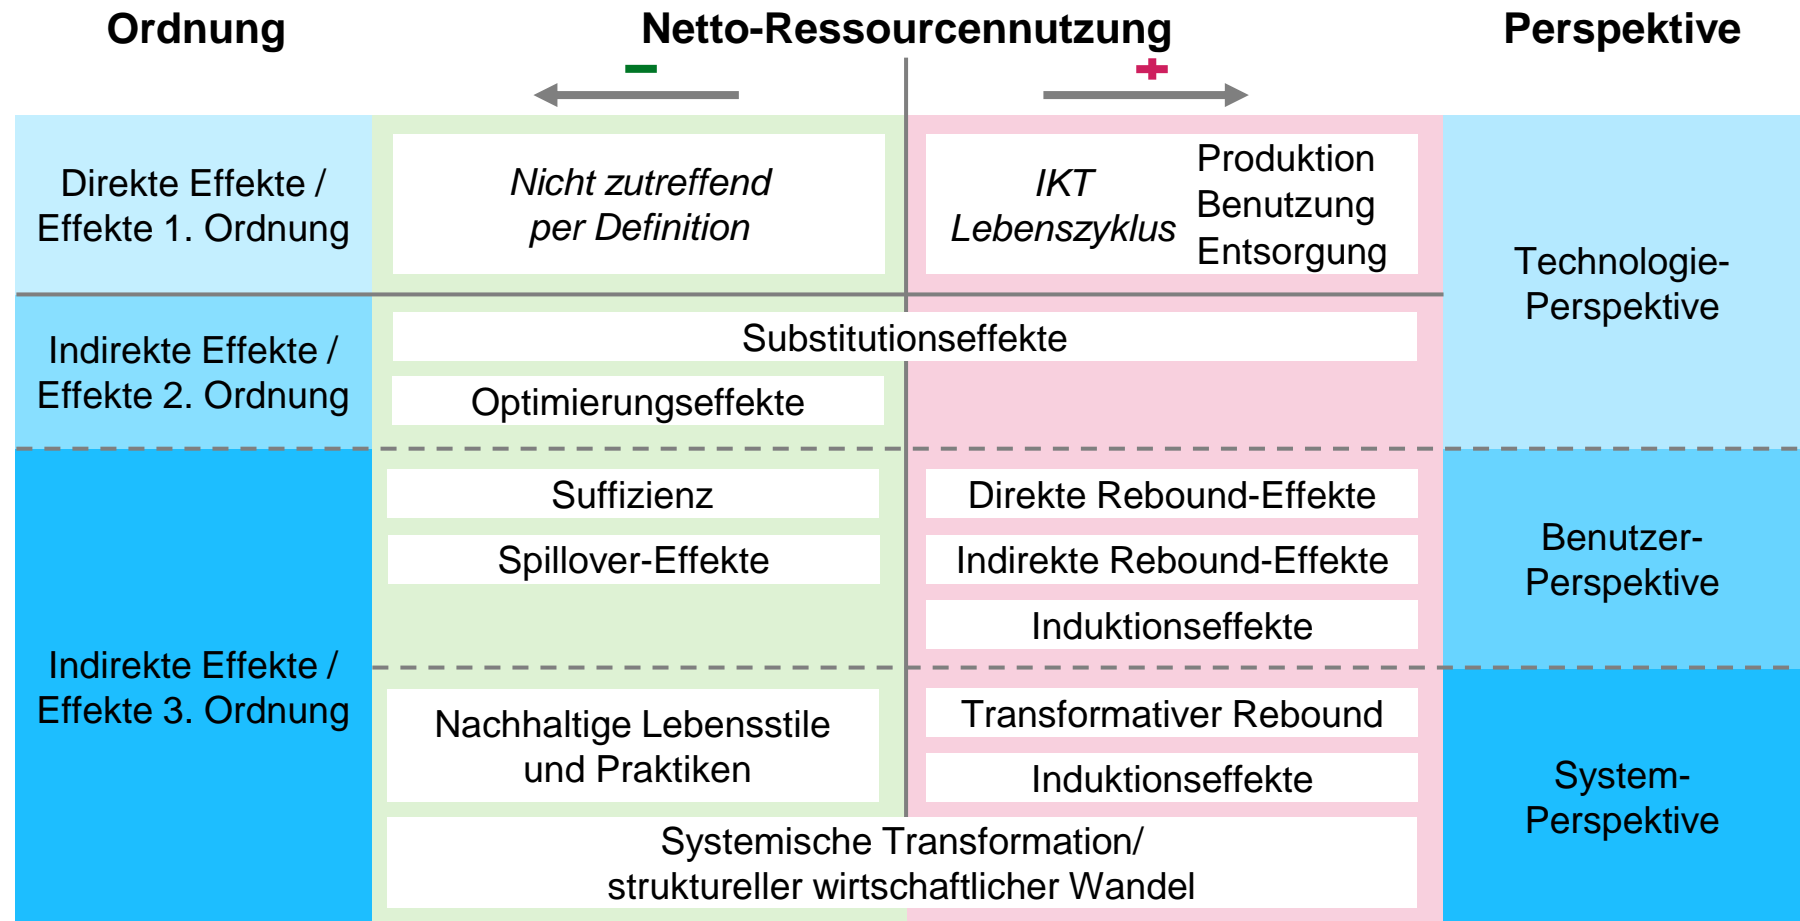 Ordnung
Netto-Ressourcennutzung
Perspektive
Direkte Effekte /
Effekte 1. Ordnung
Nicht zutreffend
per Definition
IKT
Lebenszyklus
Produktion
Benutzung
Entsorgung
Technologie-
Perspektive
Indirekte Effekte /
Effekte 2. Ordnung
Substitutionseffekte
Optimierungseffekte
Indirekte Effekte /
Effekte 3. Ordnung
Suffizienz
Spillover-Effekte
Direkte Rebound-Effekte
Indirekte Rebound-Effekte
Induktionseffekte
Benutzer-
Perspektive
Nachhaltige Lebensstile
und Praktiken
Transformativer Rebound
Induktionseffekte
Systemische Transformation/
struktureller wirtschaftlicher Wandel
System-
Perspektive